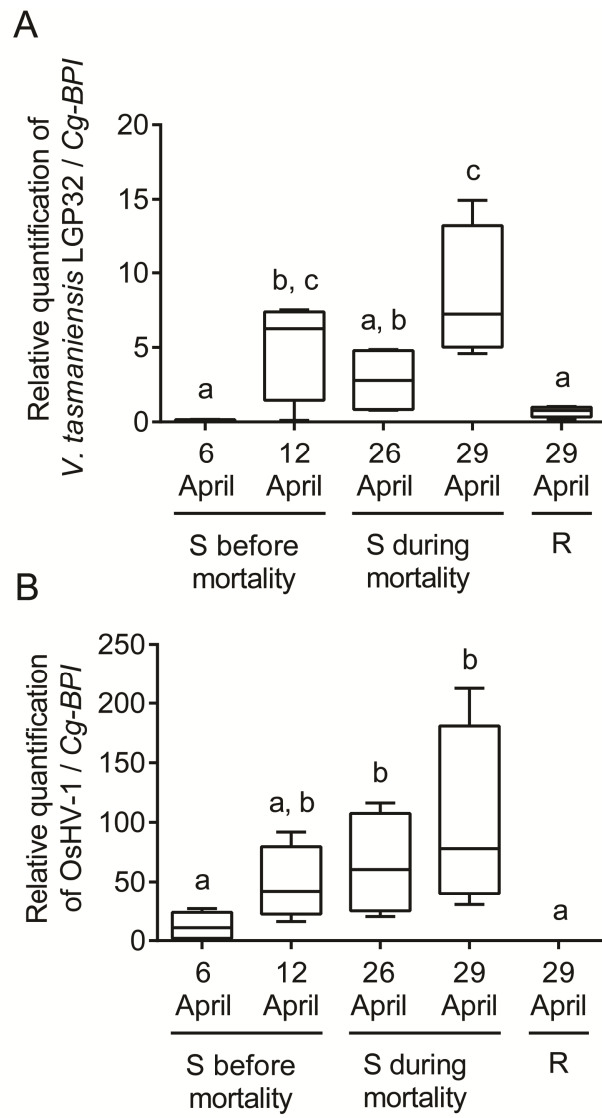 A
Relative quantification of
V. tasmaniensis LGP32 / Cg-BPI
20
15
10
5
0
a
b, c
a, b
c
a
6 April
12 April
26 April
29 April
29 April
S before mortality
S during mortality
R
B
Relative quantification
of OsHV-1 / Cg-BPI
250
200
150
100
50
0
a
a, b
b
b
a
6 April
12 April
26 April
29 April
29 April
S before mortality
S during mortality
R